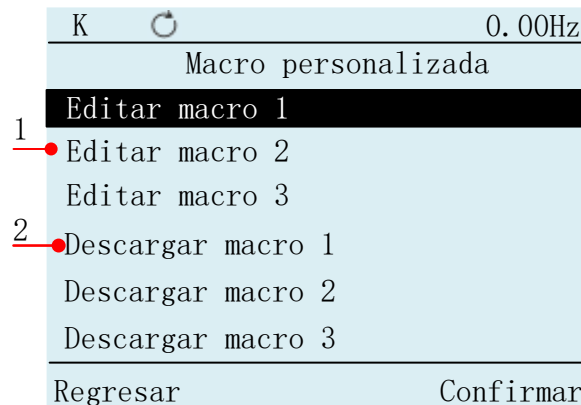 K 0.00Hz
Macro personalizada
Editar macro 1
1
Editar macro 2
Editar macro 3
2
Descargar macro 1
Descargar macro 2
Descargar macro 3
Regresar Confirmar